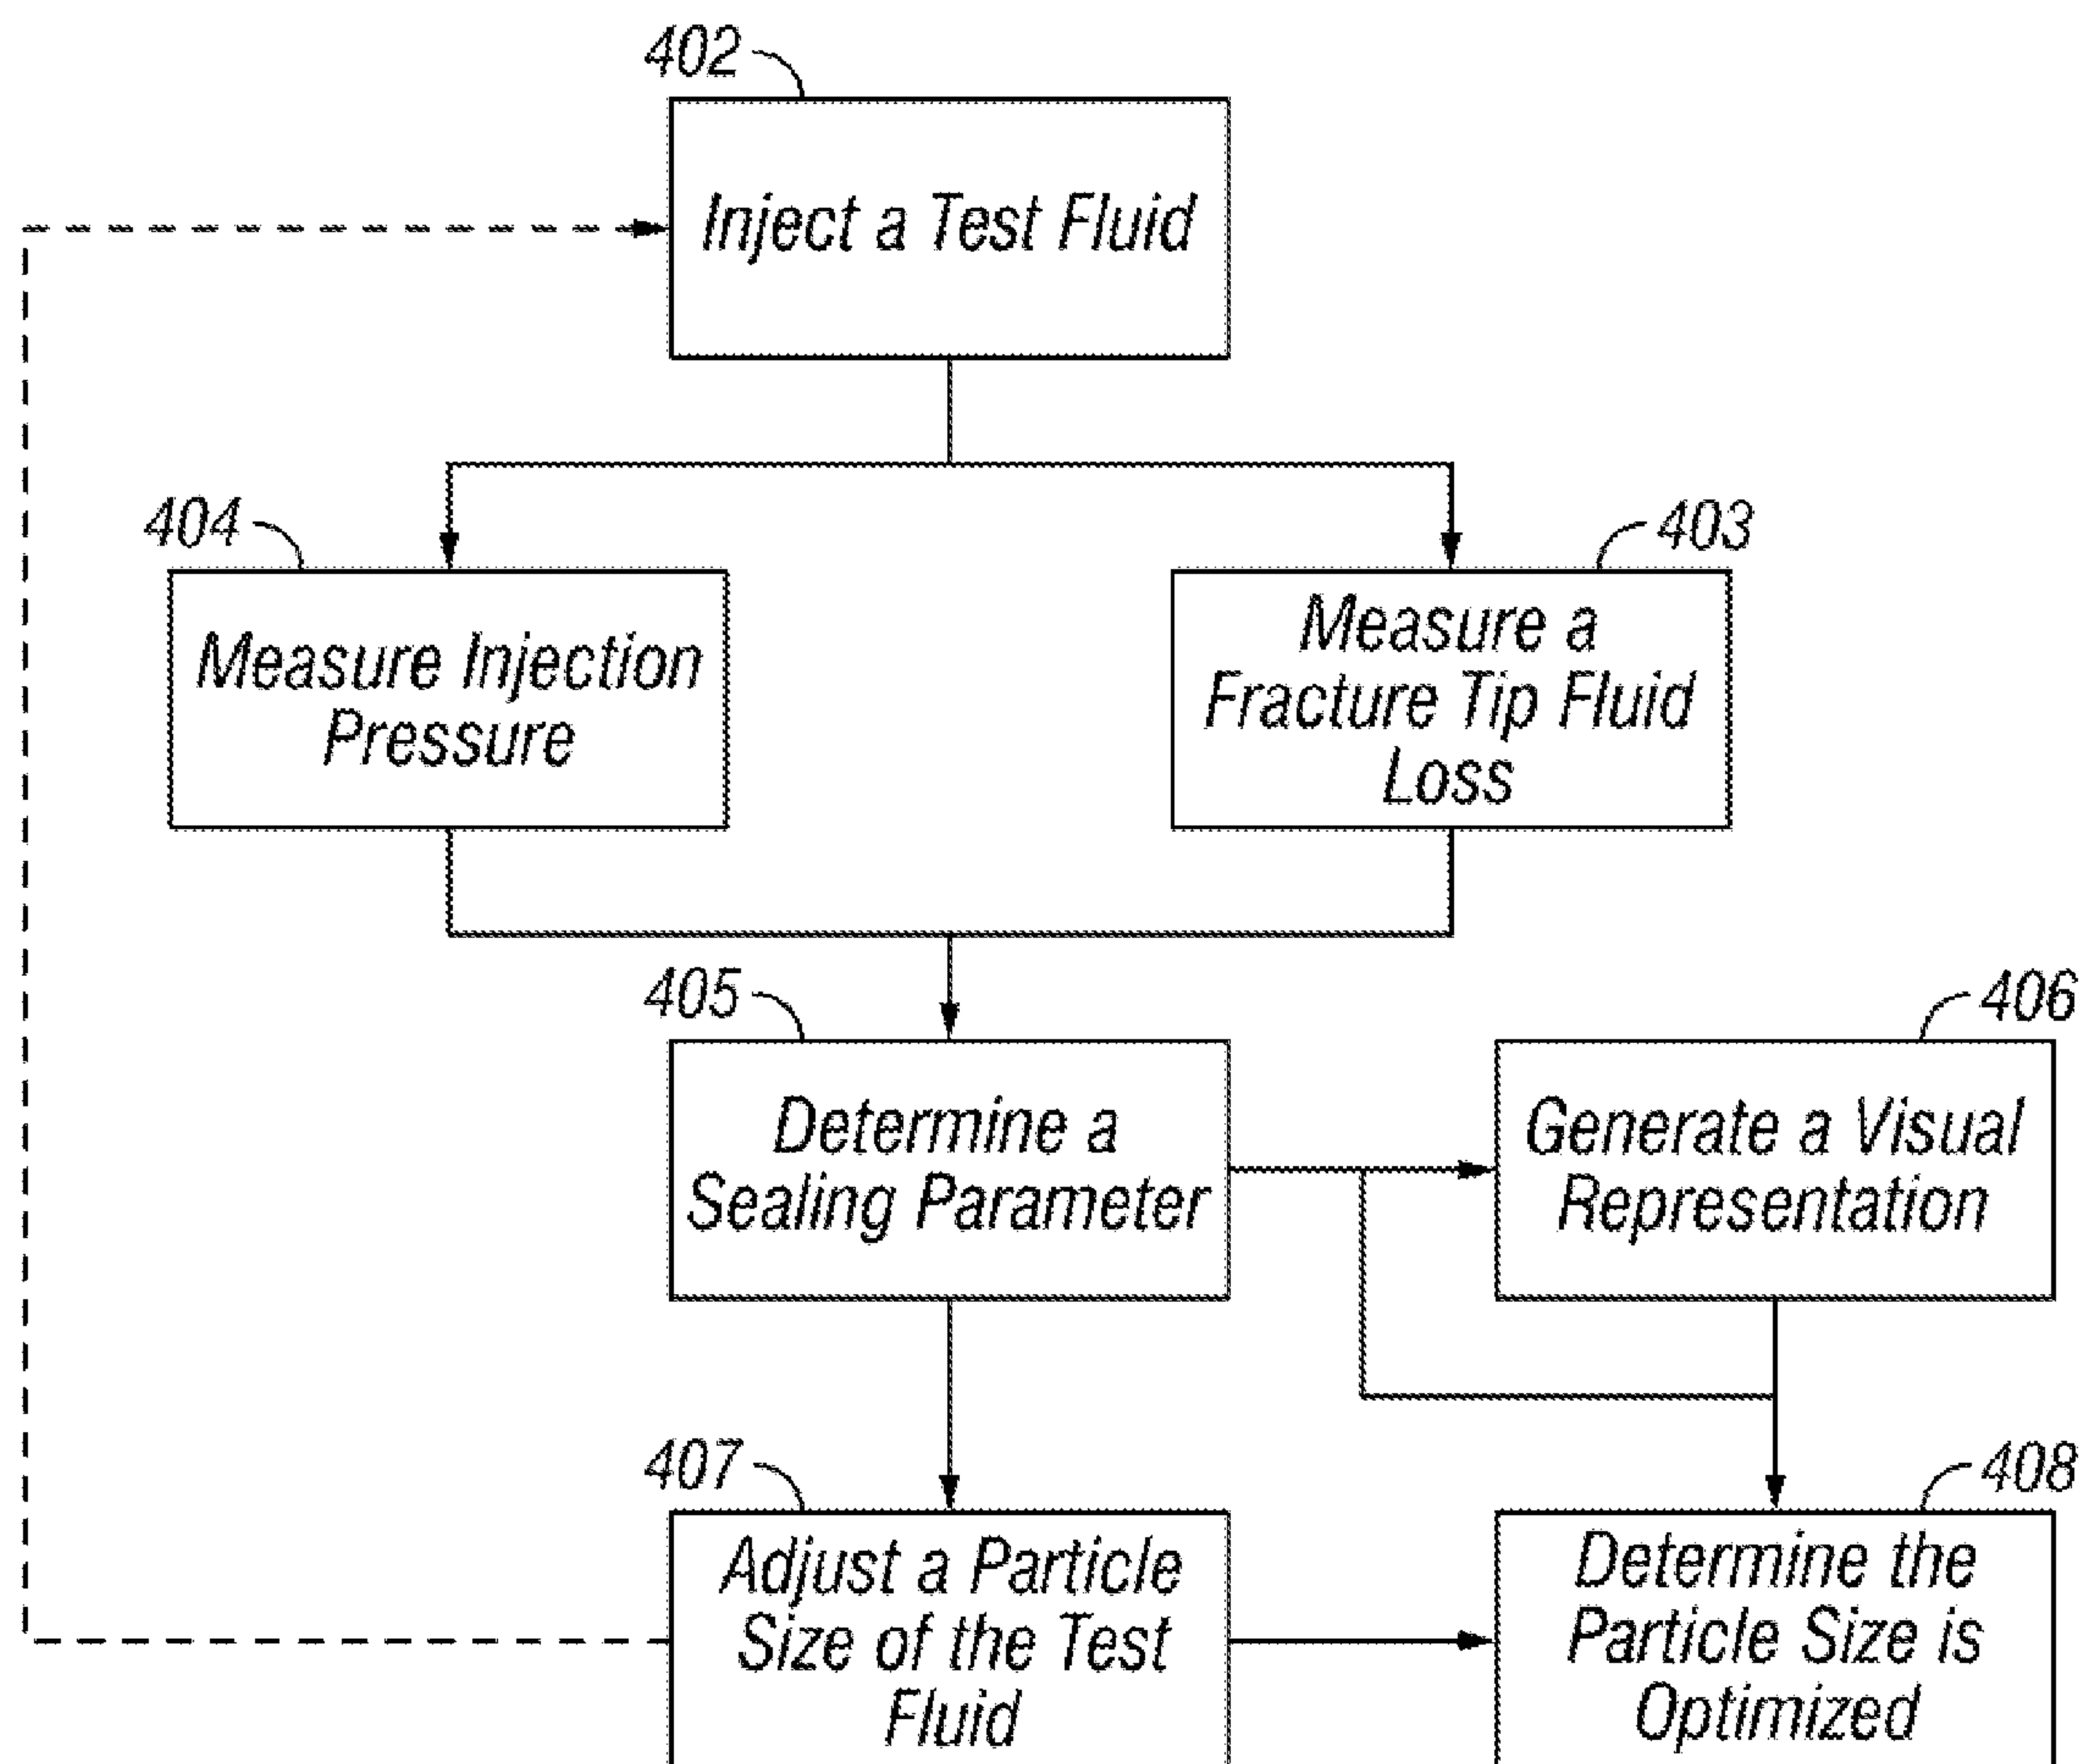 402
Inject a Test Fluid
404
Measure Injection
Pressure
403
Measure a
Fracture Tip Fluid
Loss
405
Determine a
Sealing Parameter
406
Generate a Visual
Representation
407
Adjust a Particle
Size of the Test
Fluid
408
Determine the
Particle Size is
Optimized